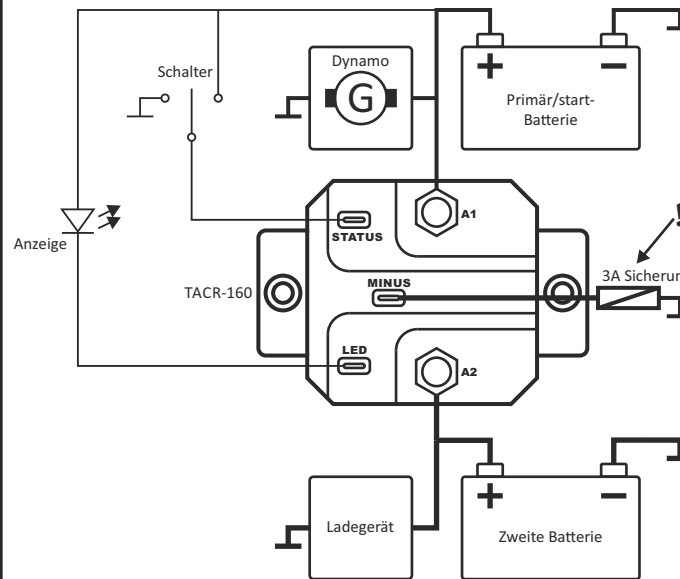 Dynamo
G
Schalter
+
−
Primär/start-
Batterie
A1
STATUS
Anzeige
TACR-160
MINUS
!
3A Sicherun
LED
A2
+
−
Ladegerät
Zweite Batterie